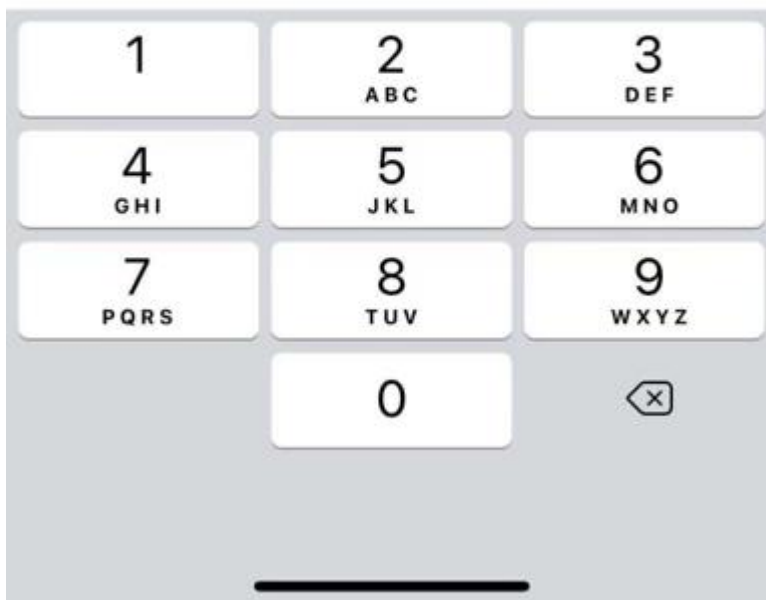 1 2 3
ABC DEF
4 5 6
GHI JKL MNO
7 8 9
PQRS TUV WXYZ
0